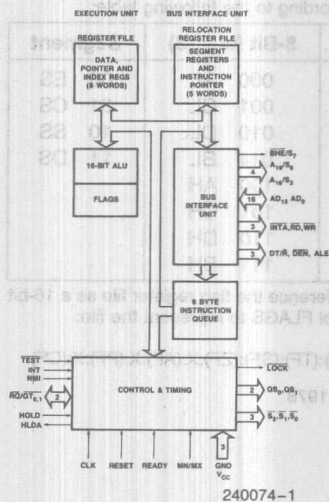 EXECUTION UNIT
BUS INTERFACE UNIT
REGISTER FILE
RELOCATION
REGISTER FILE
DATA,
POINTER AND
INDEX REGS
(8 WORDS)
SEGMENT
REGISTERS
AND
INSTRUCTION
POINTER
(5 WORDS)
16-BIT ALU
FLAGS
BUS
INTERFACE
UNIT
BHE/S7
4
A19/S6
A16/S3
16
AD15 AD0
3
INTA,RD,WR
3
DT/R, DEN, ALE
6 BYTE
INSTRUCTION
QUEUE
TEST
INT
NMI
RQ/GT0,1
2
HOLD
HLDA
CONTROL & TIMING
LOCK
2
QS0, QS1
3
S2,S1,S0
CLK
RESET
READY
MN/MX
3
GND
VCC
240074-1